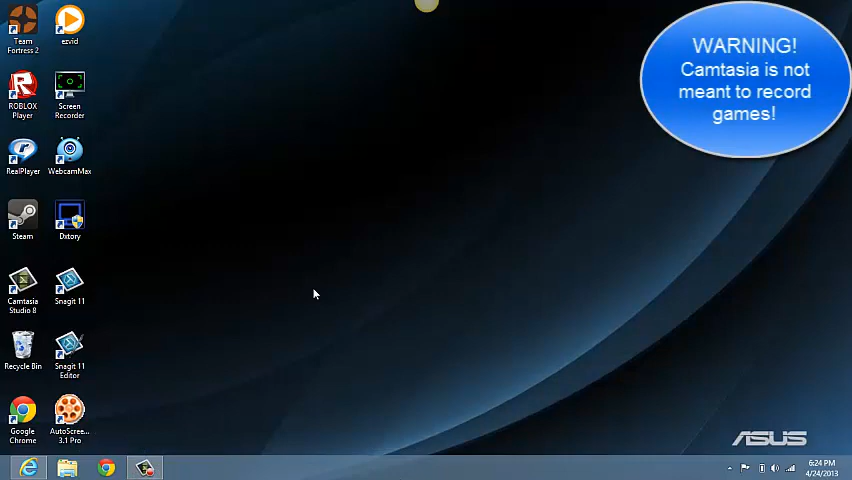 Team
Fortress 2
ezvid
ROBLOX
Player
Screen
Recorder
RealPlayer
WebcamMax
Steam
Dxtory
Camtasia
Studio 8
Snagit 11
Recycle Bin
Snagit 11
Editor
Google
Chrome
AutoScree...
3.1 Pro
WARNING!
Camtasia is not
meant to record
games!
ASUS
6:24 PM
4/24/2013